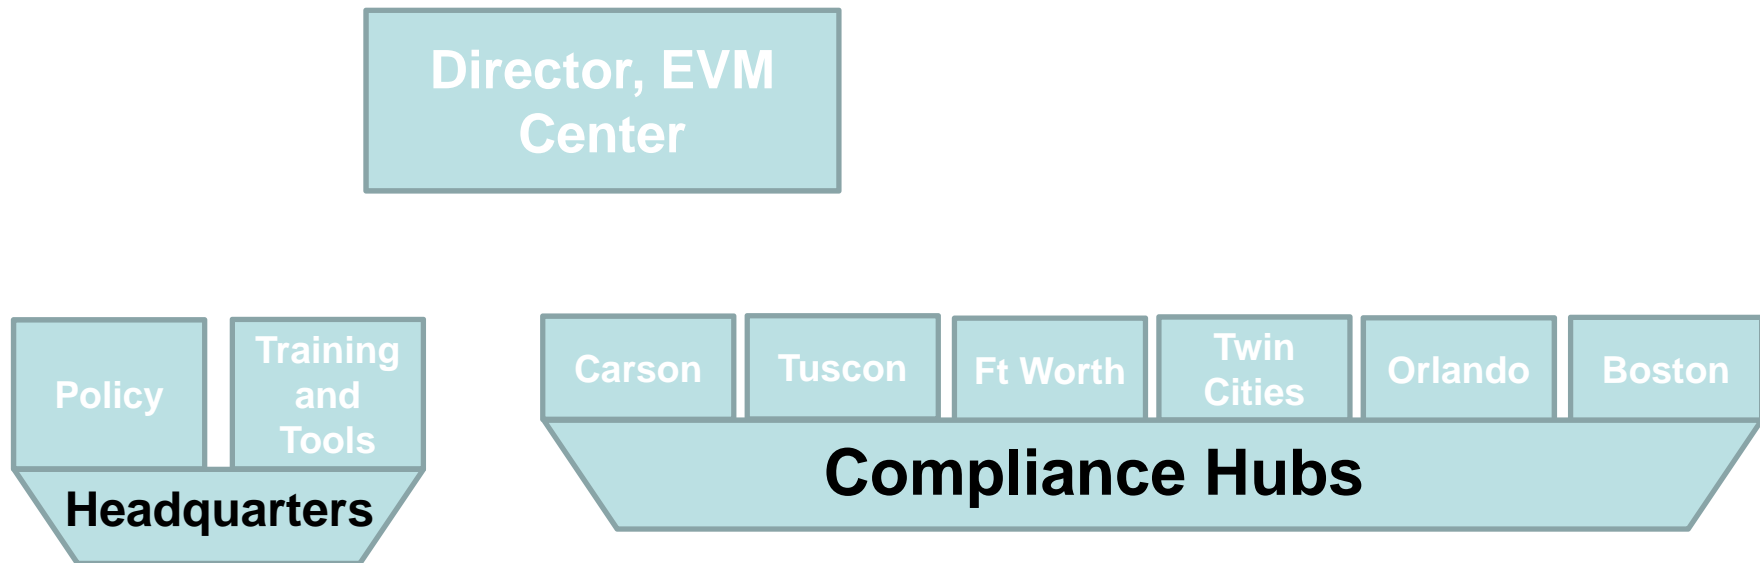 Director, EVM
Center
Policy
Training
and
Tools
Headquarters
Carson
Tuscon
Ft Worth
Twin
Cities
Orlando
Boston
Compliance Hubs